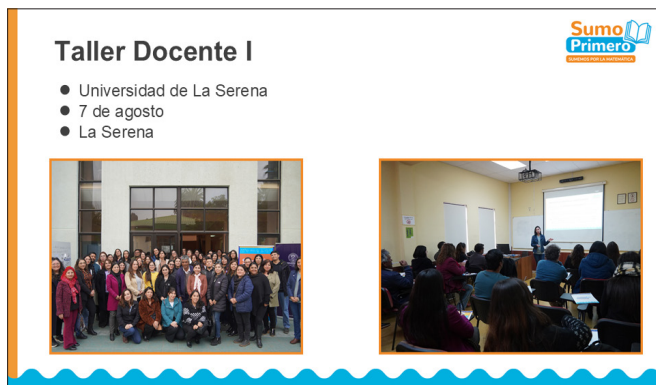 Taller Docente I
Sumo
Primero
SUMEMOS POR LA MATEMÁTICA
Universidad de La Serena
7 de agosto
La Serena